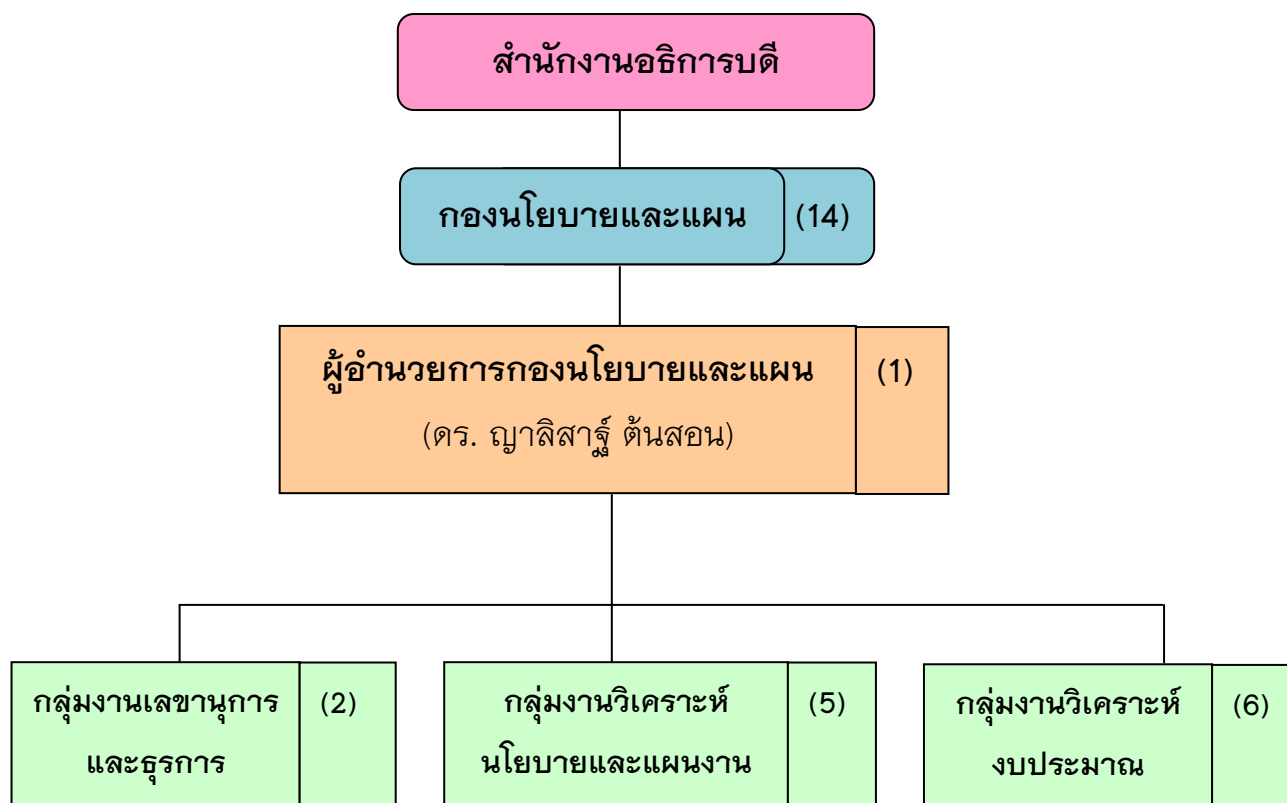 สำนักงานอธิการบดี
กองนโยบายและแผน (14)
ผู้อำนวยการกองนโยบายและแผน (1)
(ดร. ญาลิสาฐ์ ต้นสอน)
กลุ่มงานเลขานุการ (2)
และธุรการ
กลุ่มงานวิเคราะห์ (5)
นโยบายและแผนงาน
กลุ่มงานวิเคราะห์ (6)
งบประมาณ